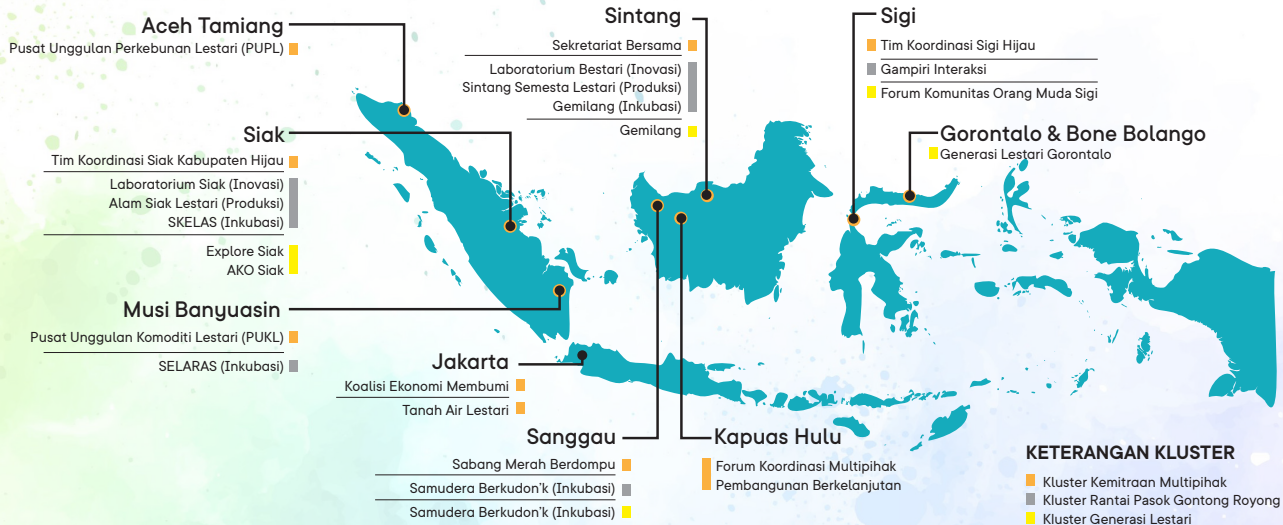 Aceh Tamiang
Pusat Unggulan Perkebunan Lestari (PUPL)
Siak
Tim Koordinasi Siak Kabupaten Hijau
Laboratorium Siak (Inovasi)
Alam Siak Lestari (Produksi)
SKELAS (Inkubasi)
Explore Siak
AKO Siak
Musi Banyuasin
Pusat Unggulan Komoditi Lestari (PUKL)
SELARAS (Inkubasi)
Jakarta
Koalisi Ekonomi Membumi
Tanah Air Lestari
Sintang
Sekretariat Bersama
Laboratorium Bestari (Inovasi)
Sintang Semesta Lestari (Produksi)
Gemilang (Inkubasi)
Gemilang
Sigi
Tim Koordinasi Sigi Hijau
Gampiri Interaksi
Forum Komunitas Orang Muda Sigi
Gorontalo & Bone Bolango
Generasi Lestari Gorontalo
Sanggau
Sabang Merah Berdompu
Samudera Berkudon'k (Inkubasi)
Samudera Berkudon'k (Inkubasi)
Kapuas Hulu
Forum Koordinasi Multipihak
Pembangunan Berkelanjutan
KETERANGAN KLUSTER
Kluster Kemitraan Multipihak
Kluster Rantai Pasok Gontong Royong
Kluster Generasi Lestari